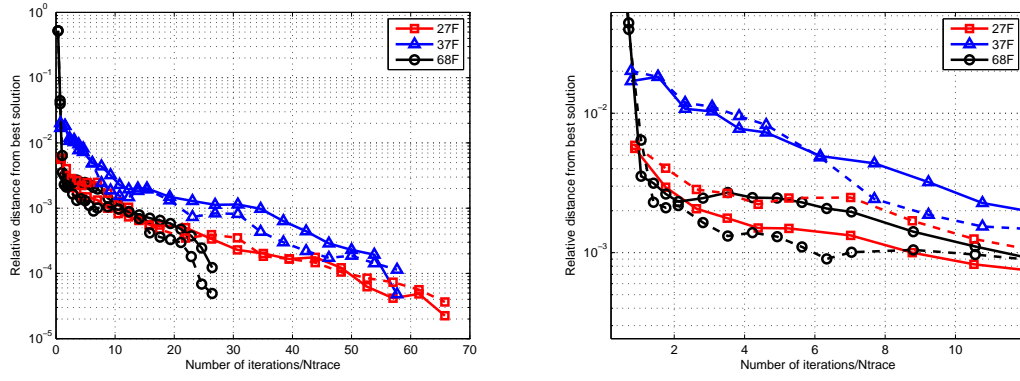 10^0
10^-1
10^-2
10^-3
10^-4
10^-5
Relative distance from best solution
0 10 20 30 40 50 60 70
Number of iterations/Ntrace
27F
37F
68F
10^-2
10^-3
Relative distance from best solution
2 4 6 8 10
Number of iterations/Ntrace
27F
37F
68F